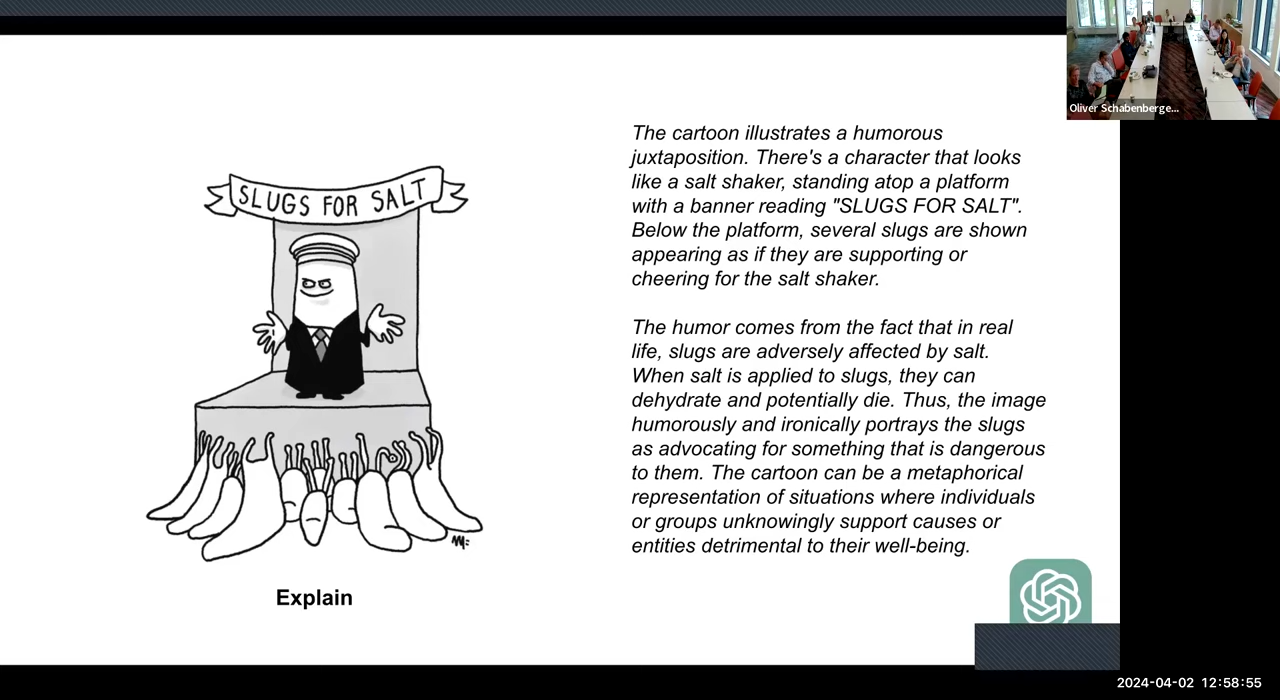 Oliver Schabenberge...
SLUGS FOR SALT
The cartoon illustrates a humorous
juxtaposition. There's a character that looks
like a salt shaker, standing atop a platform
with a banner reading "SLUGS FOR SALT".
Below the platform, several slugs are shown
appearing as if they are supporting or
cheering for the salt shaker.
The humor comes from the fact that in real
life, slugs are adversely affected by salt.
When salt is applied to slugs, they can
dehydrate and potentially die. Thus, the image
humorously and ironically portrays the slugs
as advocating for something that is dangerous
to them. The cartoon can be a metaphorical
representation of situations where individuals
or groups unknowingly support causes or
entities detrimental to their well-being.
Explain
2024-04-02 12:58:55